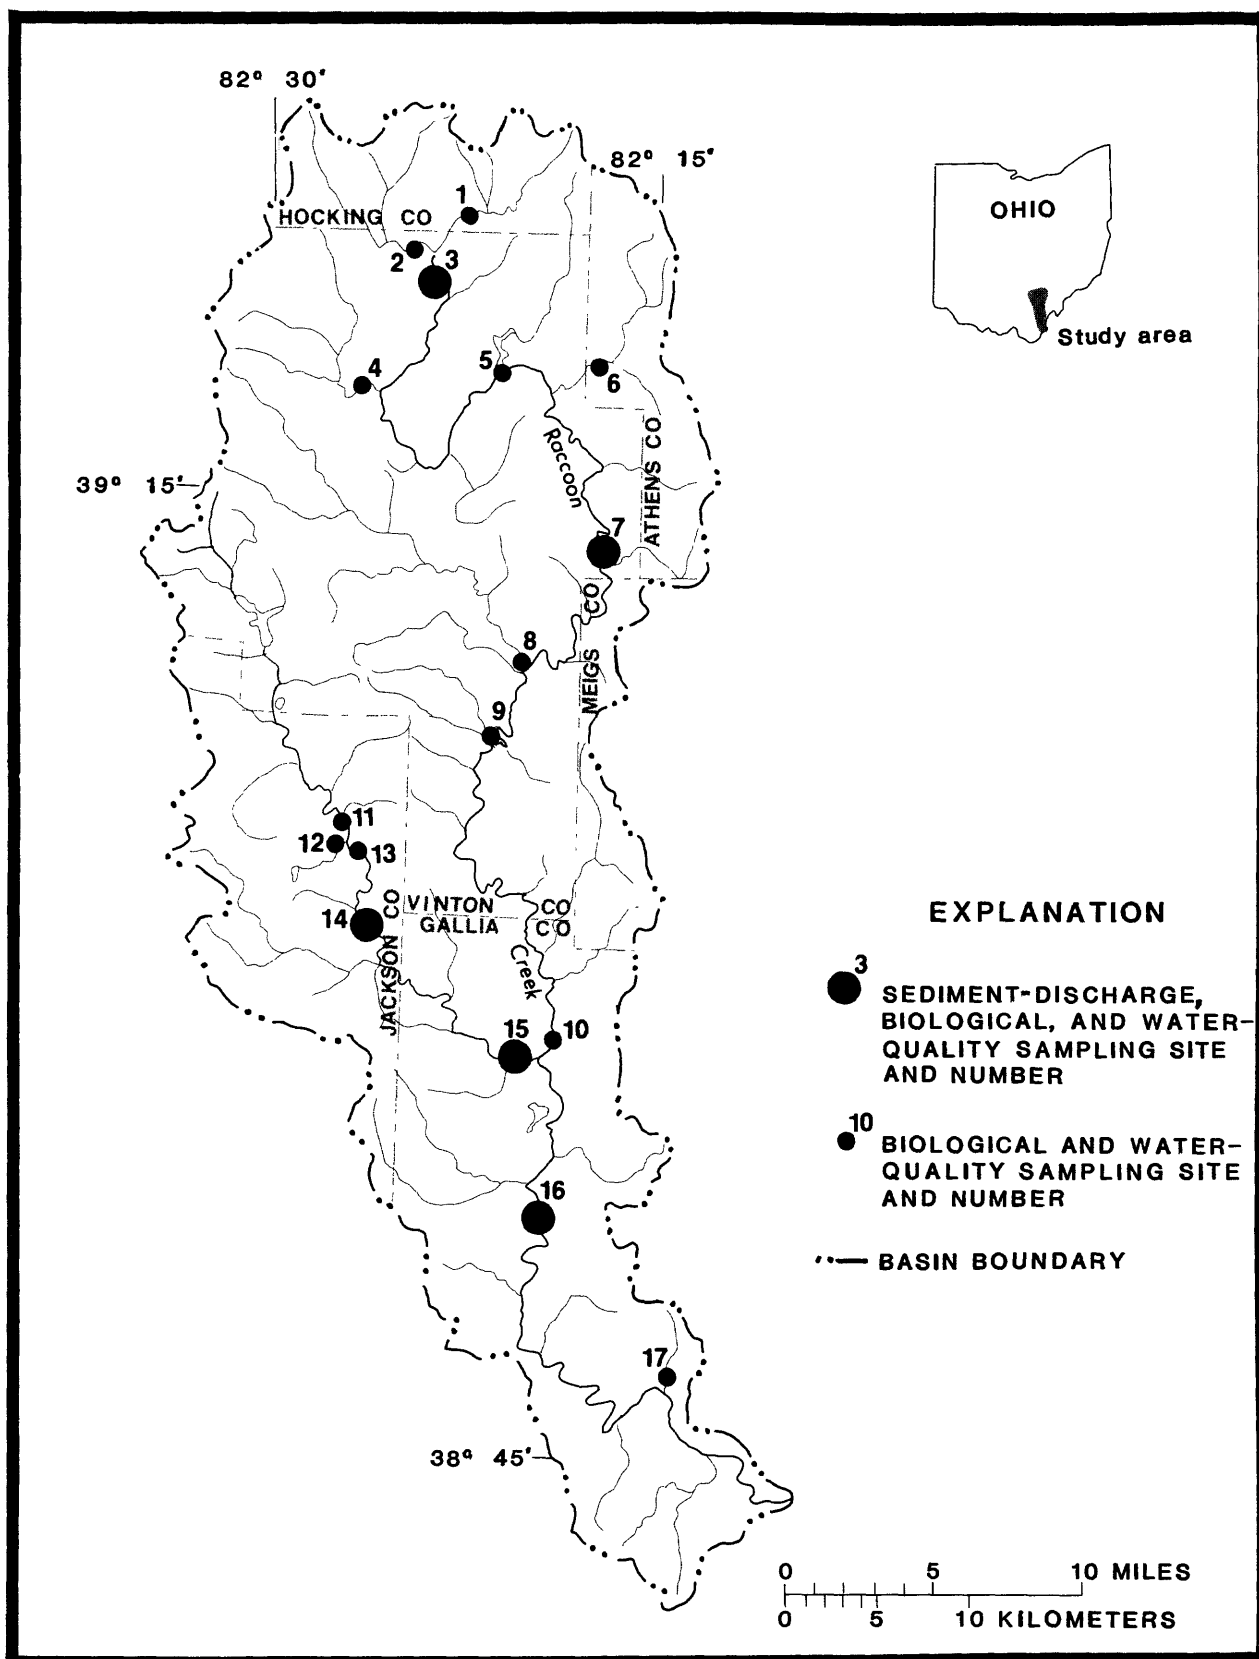 82° 30'
82° 15'
1
HOCKING CO
2
3
OHIO
Study area
4
5
6
Raccoon
ATHENS CO
39° 15'
7
MEIGS CO
8
9
11
12
13
14
JACKSON CO
VINTON CO
GALLIA CO
Creek
15
10
16
17
38° 45'
EXPLANATION
3
SEDIMENT-DISCHARGE,
BIOLOGICAL, AND WATER-
QUALITY SAMPLING SITE
AND NUMBER
10
BIOLOGICAL AND WATER-
QUALITY SAMPLING SITE
AND NUMBER
BASIN BOUNDARY
0 5 10 MILES
0 5 10 KILOMETERS